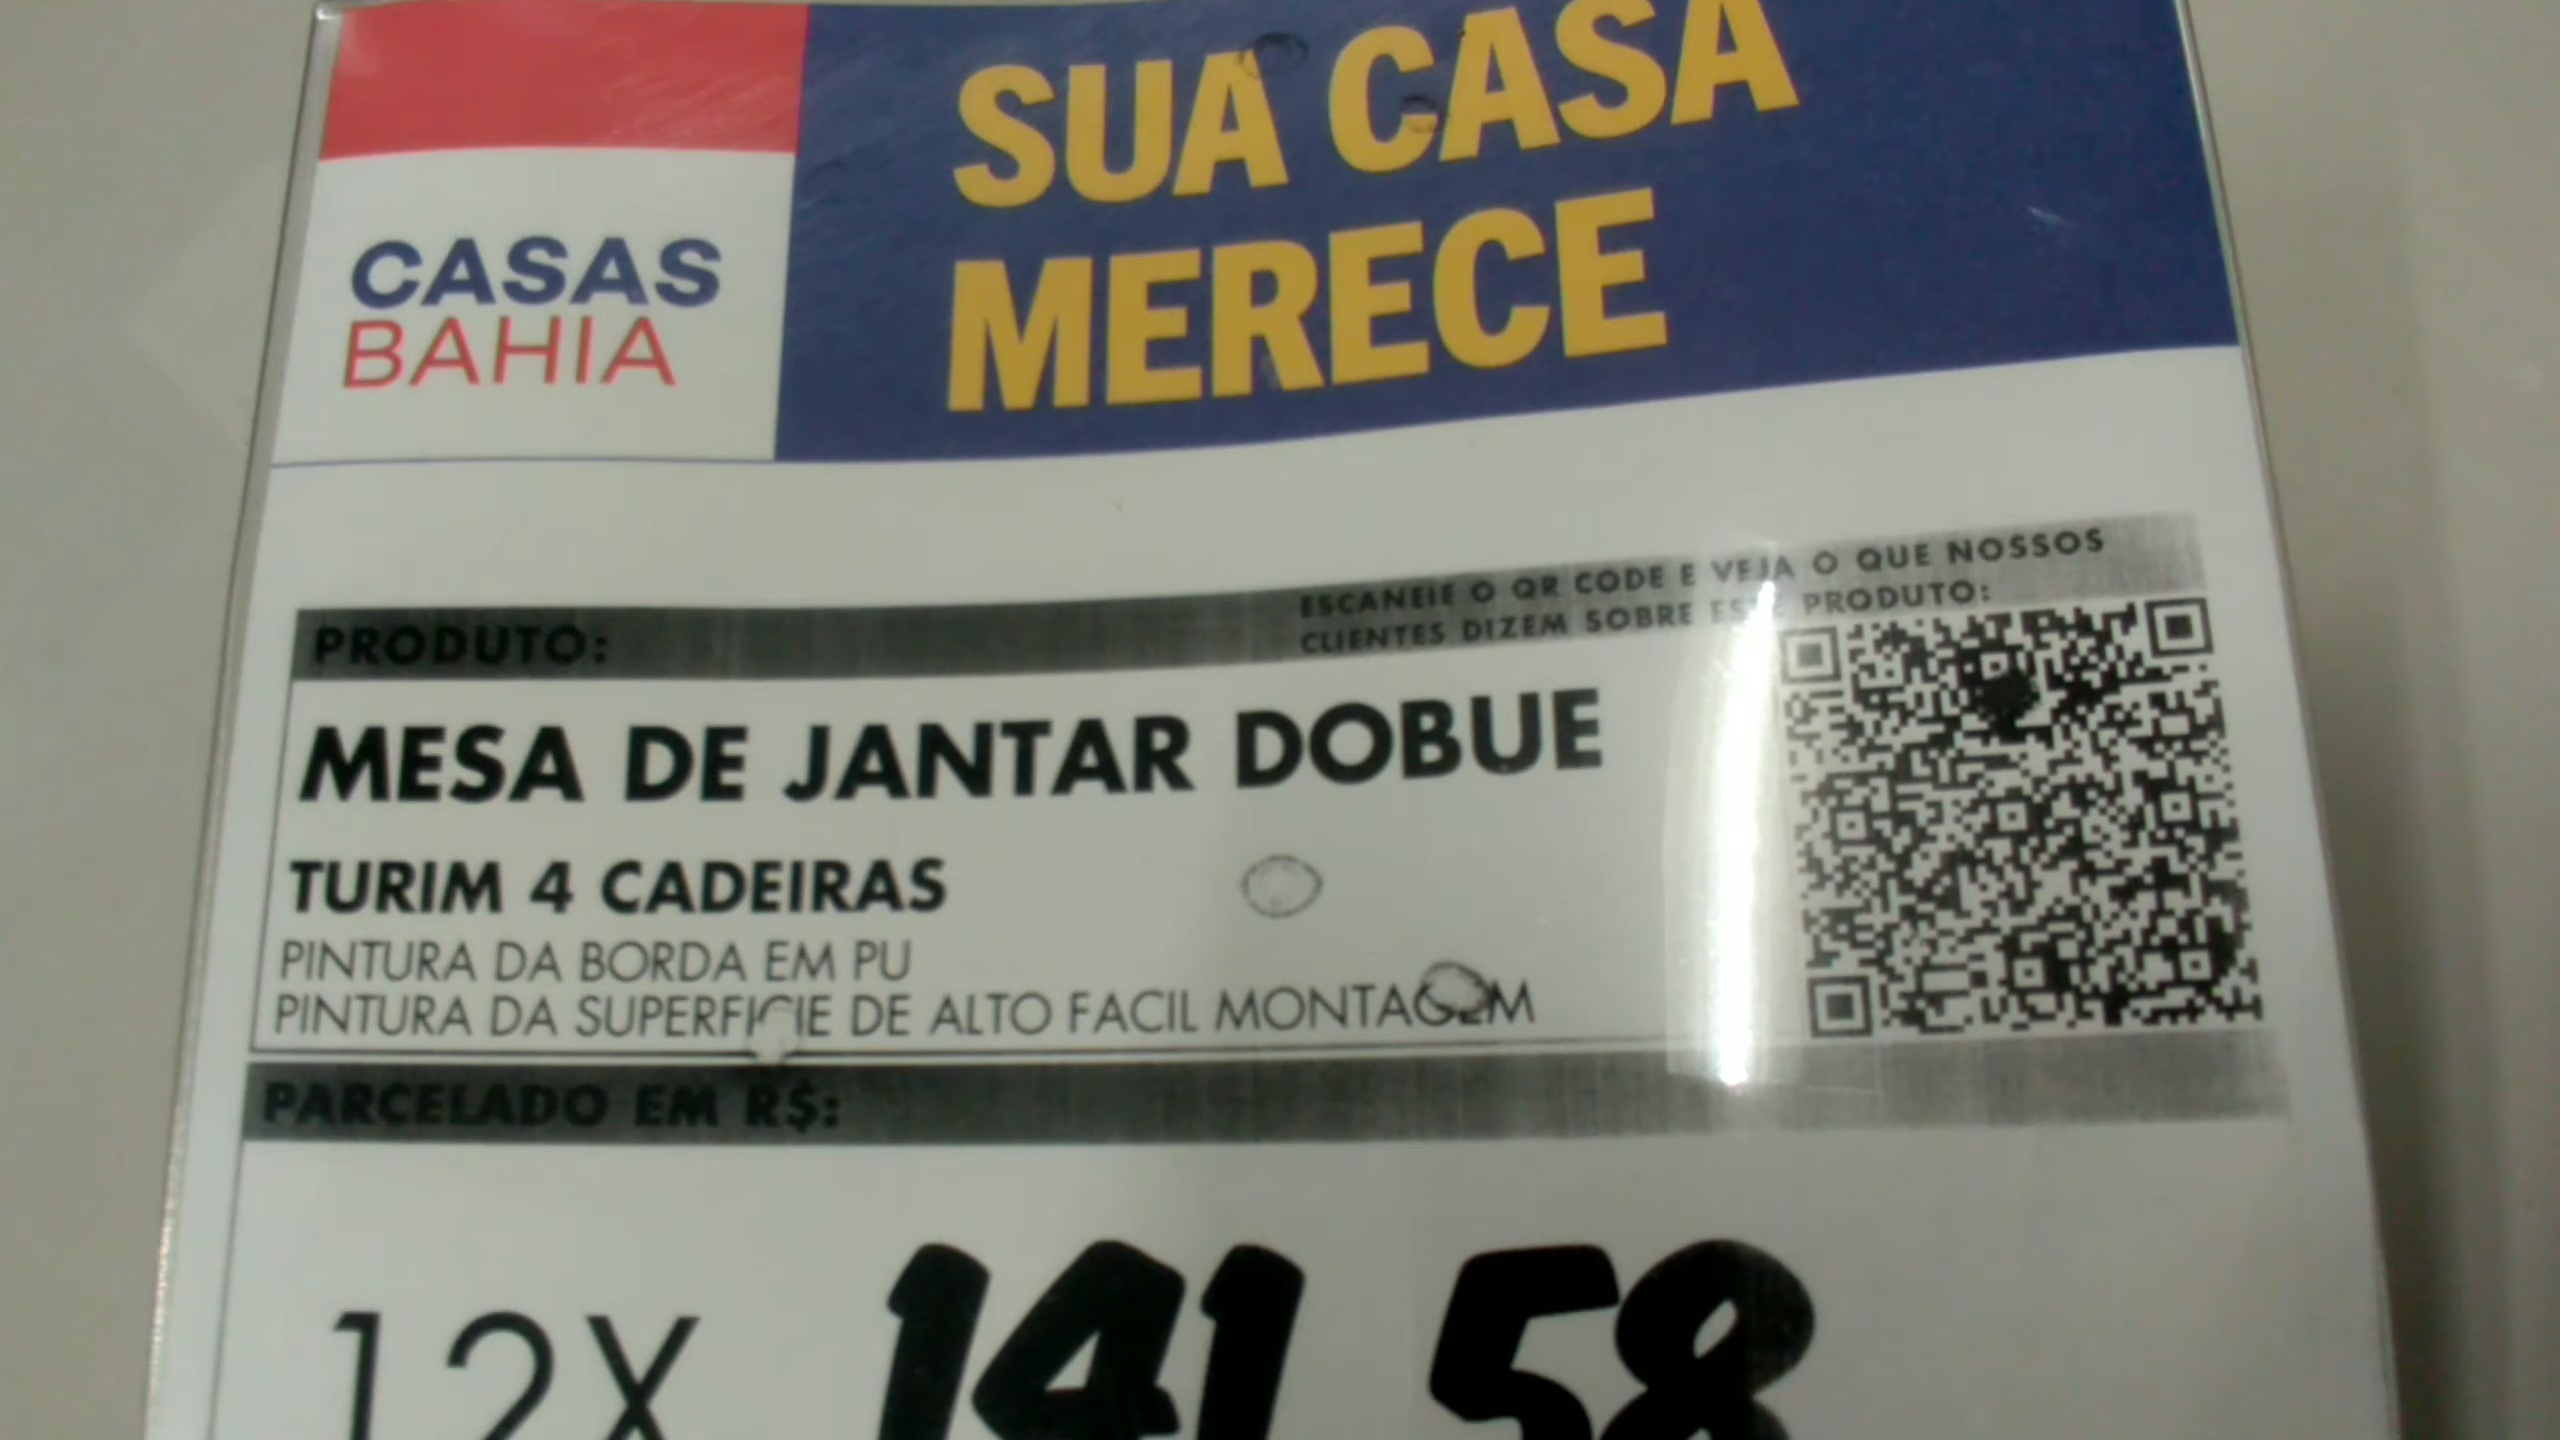 SUA CASA
MERECE
CASAS
BAHIA
ESCANEIE O QR CODE E VEJA O QUE NOSSOS
CLIENTES DIZEM SOBRE ESTE PRODUTO:
PRODUTO:
MESA DE JANTAR DOBUE
TURIM 4 CADEIRAS
PINTURA DA BORDA EM PU
PINTURA DA SUPERFICIE DE ALTO FACIL MONTAGEM
PARCELADO EM R$:
12X 141 58